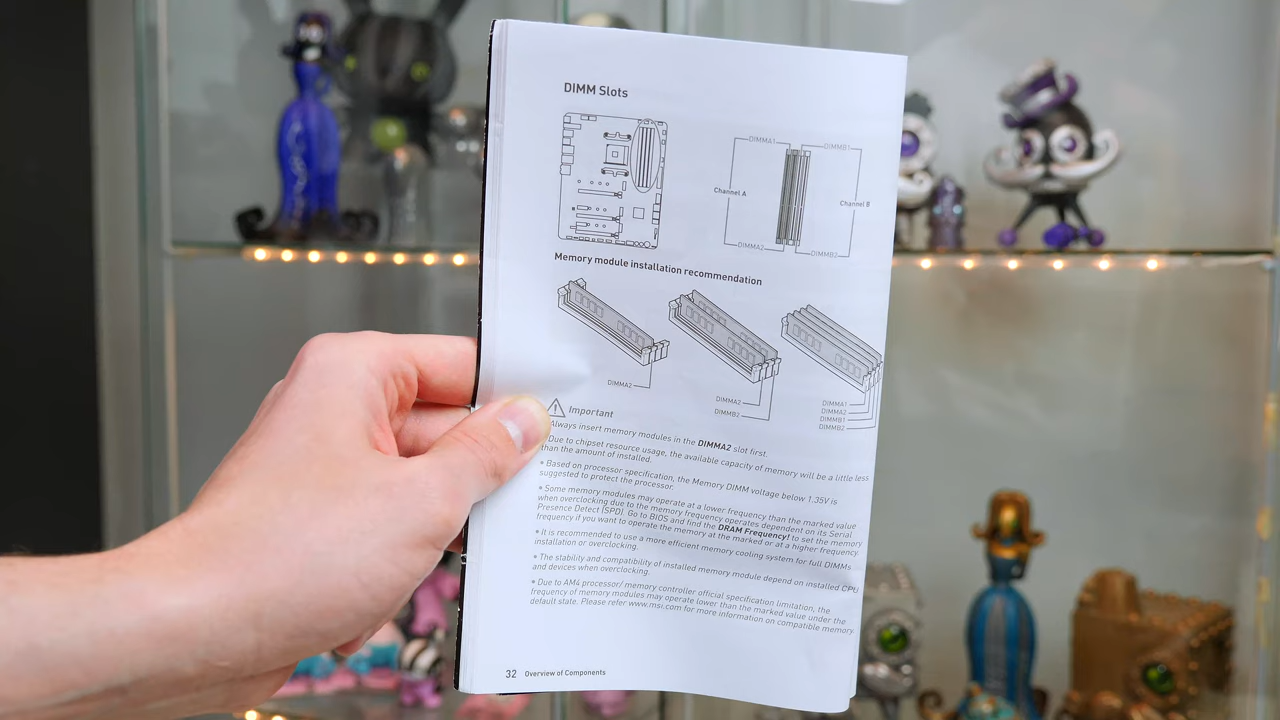 DIMM Slots
DIMMA1
DIMMB1
Channel A
Channel B
DIMMA2
DIMMB2
Memory module installation recommendation
DIMMA2
DIMMA2
DIMMB2
DIMMA1
DIMMA2
DIMMB1
DIMMB2
Important
Always insert memory modules in the DIMMA2 slot first.
Due to chipset resource usage, the available capacity of memory will be a little less
than the amount of installed.
• Based on processor specification, the Memory DIMM voltage below 1.35V is
suggested to protect the processor.
• Some memory modules may operate at a lower frequency than the marked value
when overclocking due to the memory frequency operates dependent on its Serial
Presence Detect (SPD). Go to BIOS and find the DRAM Frequency! to set the memory
frequency if you want to operate the memory at the marked or at a higher frequency
• It is recommended to use a more efficient memory cooling system for full DIMMs
installation or overclocking.
• The stability and compatibility of installed memory module depend on installed CPU
and devices when overclocking.
• Due to AM4 processor/ memory controller official specification limitation, the
frequency of memory modules may operate lower than the marked value under the
default state. Please refer www.msi.com for more information on compatible memory.
32 Overview of Components